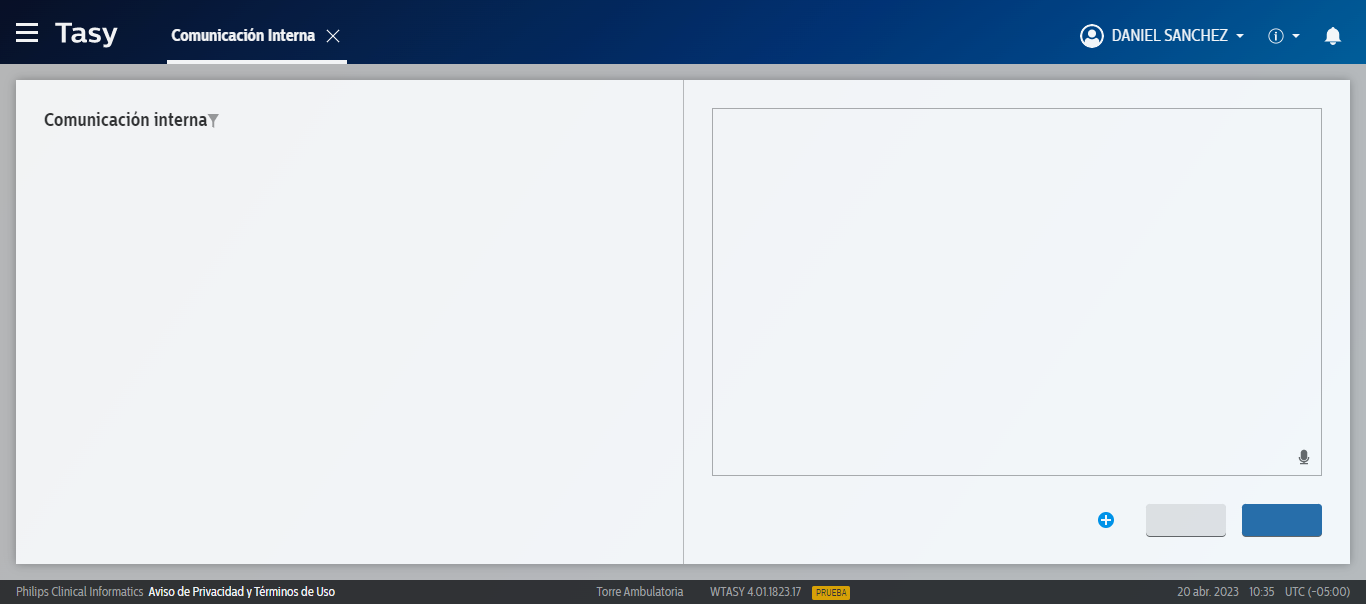 Tasy
Comunicación Interna
DANIEL SANCHEZ
Comunicación interna
Philips Clinical Informatics Aviso de Privacidad y Términos de Uso
Torre Ambulatoria
WTASY 4.01.1823.17
PRUEBA
20 abr. 2023 10:35 UTC (-05:00)